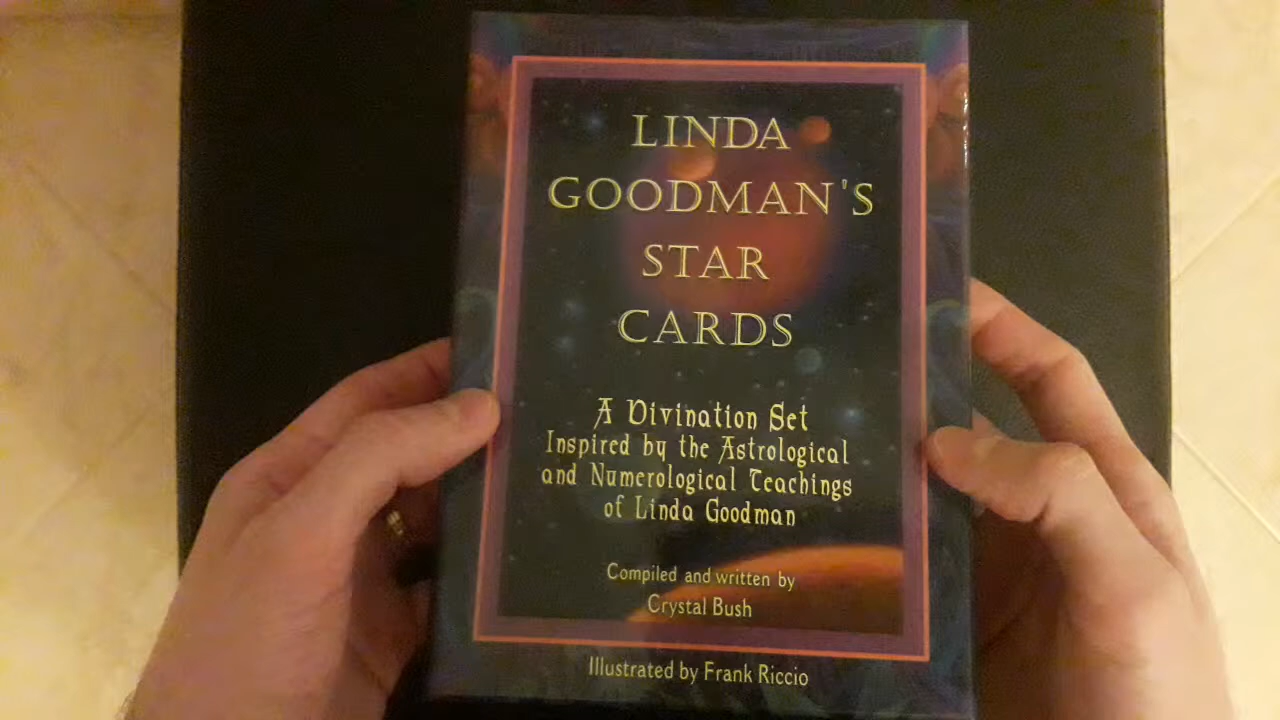 LINDA
GOODMAN'S
STAR
CARDS
A Divination Set
Inspired by the Astrological
and Numerological Teachings
of Linda Goodman
Compiled and written by
Crystal Bush
Illustrated by Frank Riccio